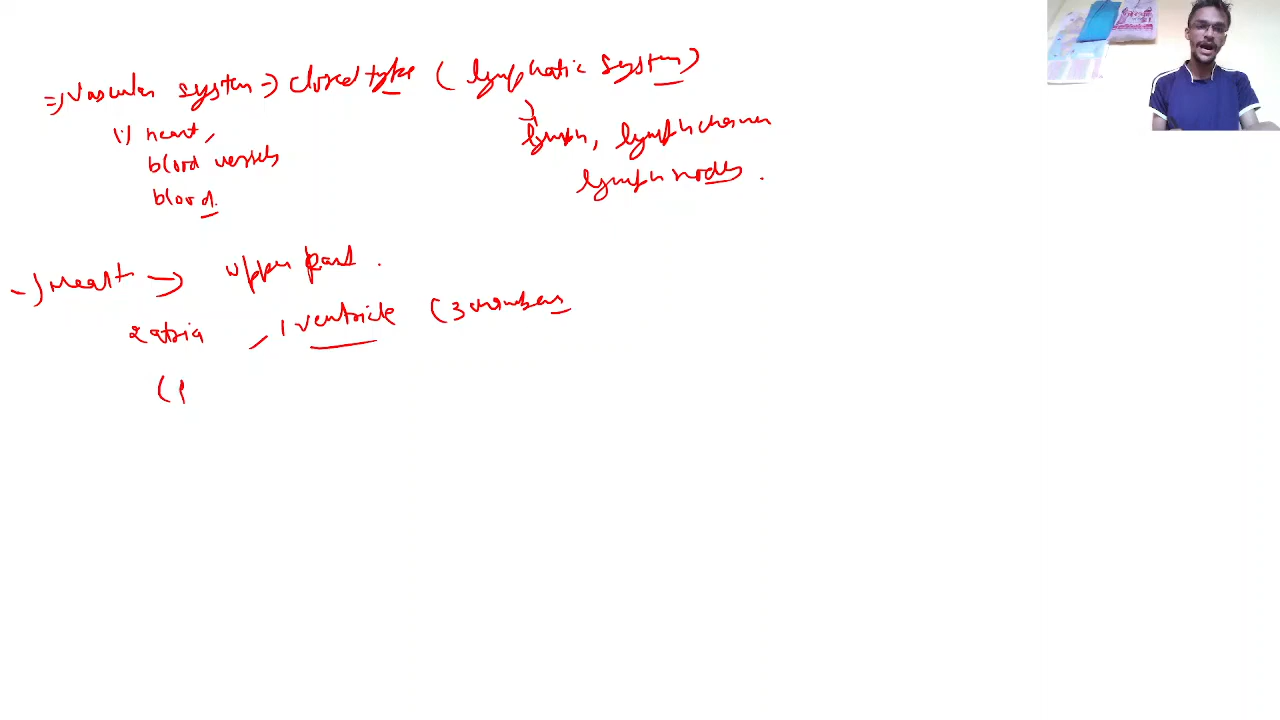 =) Vascular system =) closed type ( lymphatic system )
1) heart,
blood vessels
blood.
lymph, lymph channel
lymph nodes .
-) Heart -> upper part .
2 atria , 1 ventricle ( 3 chambers
(